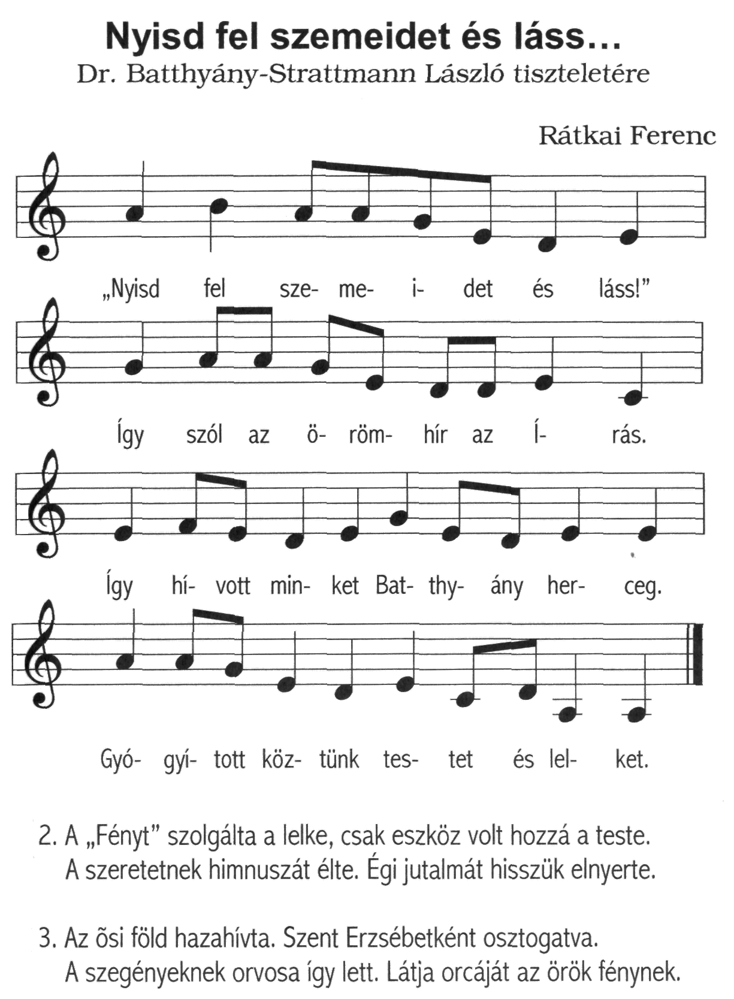 Nyisd fel szemeidet és láss...
Dr. Batthyány-Strattmann László tiszteletére
Rátkai Ferenc
„Nyisd fel sze- me- i- det és láss!”
Így szól az ö- röm- hír az Í- rás.
Így hí- vott min- ket Bat- thy- ány her- ceg.
Gyó- gyí- tott köz- tünk tes- tet és lel- ket.
2. A „Fényt” szolgálta a lelke, csak eszköz volt hozzá a teste.
A szeretetnek himnuszát élte. Égi jutalmát hisszük elnyerte.
3. Az õsi föld hazahívta. Szent Erzsébetként osztogatva.
A szegényeknek orvosa így lett. Látja orcáját az örök fénynek.